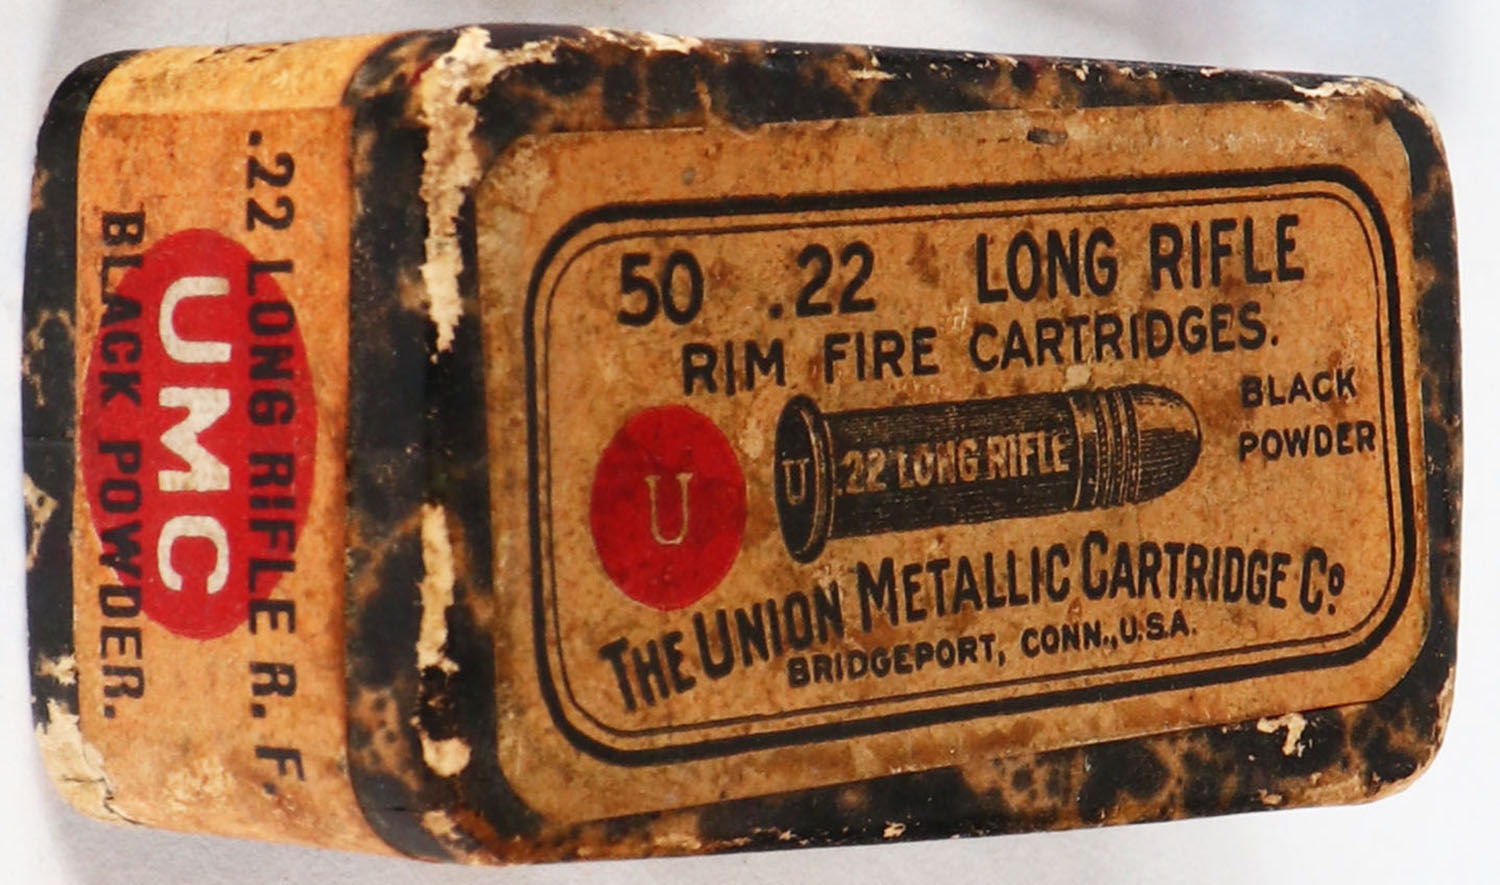 50 .22 LONG RIFLE
RIM FIRE CARTRIDGES.
BLACK
POWDER
U
U
.22 LONG RIFLE
THE UNION METALLIC CARTRIDGE Co.
BRIDGEPORT, CONN., U.S.A.
.22 LONG RIFLE R. F.
UMC
BLACK POWDER.